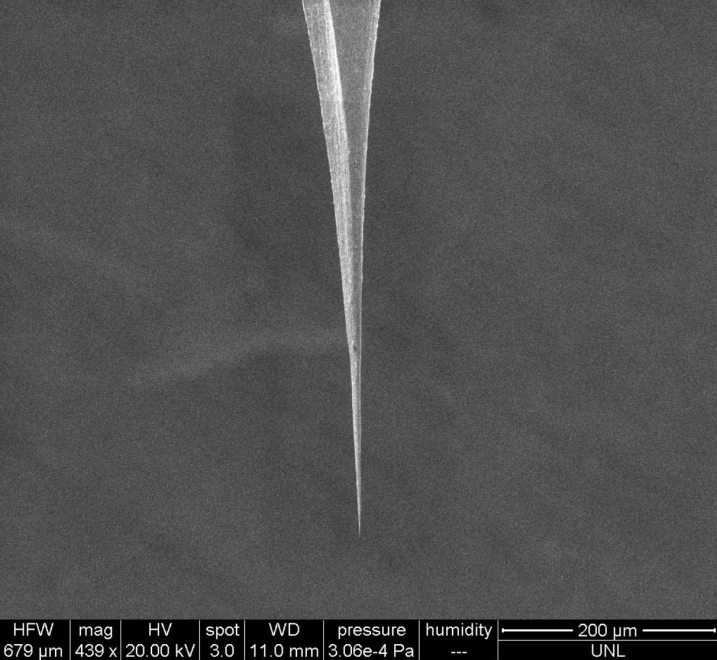 HFW mag HV spot WD pressure humidity 200 µm
679 µm 439 x 20.00 kV 3.0 11.0 mm 3.06e-4 Pa --- UNL